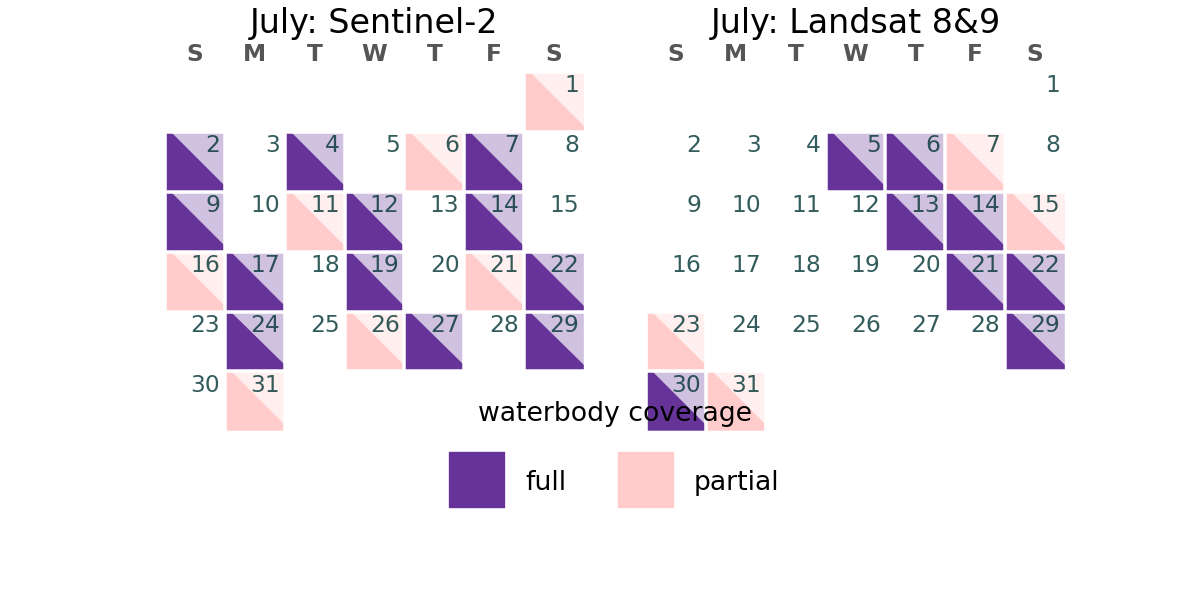 July: Sentinel-2
S M T W T F S
1
2 3 4 5 6 7 8
9 10 11 12 13 14 15
16 17 18 19 20 21 22
23 24 25 26 27 28 29
30 31
July: Landsat 8&9
S M T W T F S
1
2 3 4 5 6 7 8
9 10 11 12 13 14 15
16 17 18 19 20 21 22
23 24 25 26 27 28 29
30 31
waterbody coverage
full partial